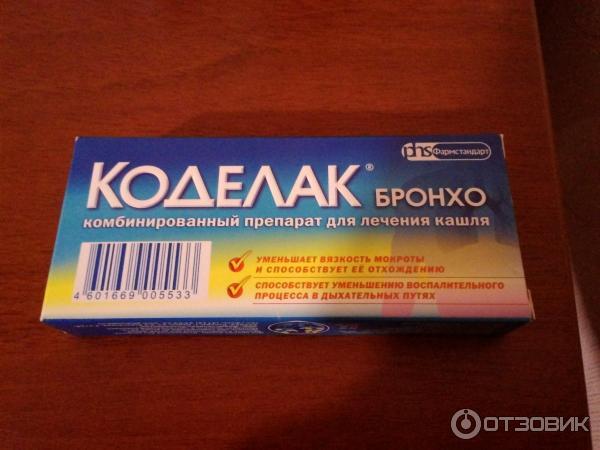 phs Фармстандарт
КОДЕЛАК® БРОНХО
комбинированный препарат для лечения кашля
УМЕНЬШАЕТ ВЯЗКОСТЬ МОКРОТЫ
И СПОСОБСТВУЕТ ЕЁ ОТХОЖДЕНИЮ
СПОСОБСТВУЕТ УМЕНЬШЕНИЮ ВОСПАЛИТЕЛЬНОГО
ПРОЦЕССА В ДЫХАТЕЛЬНЫХ ПУТЯХ
4 601669 005533
ОТЗОВИК